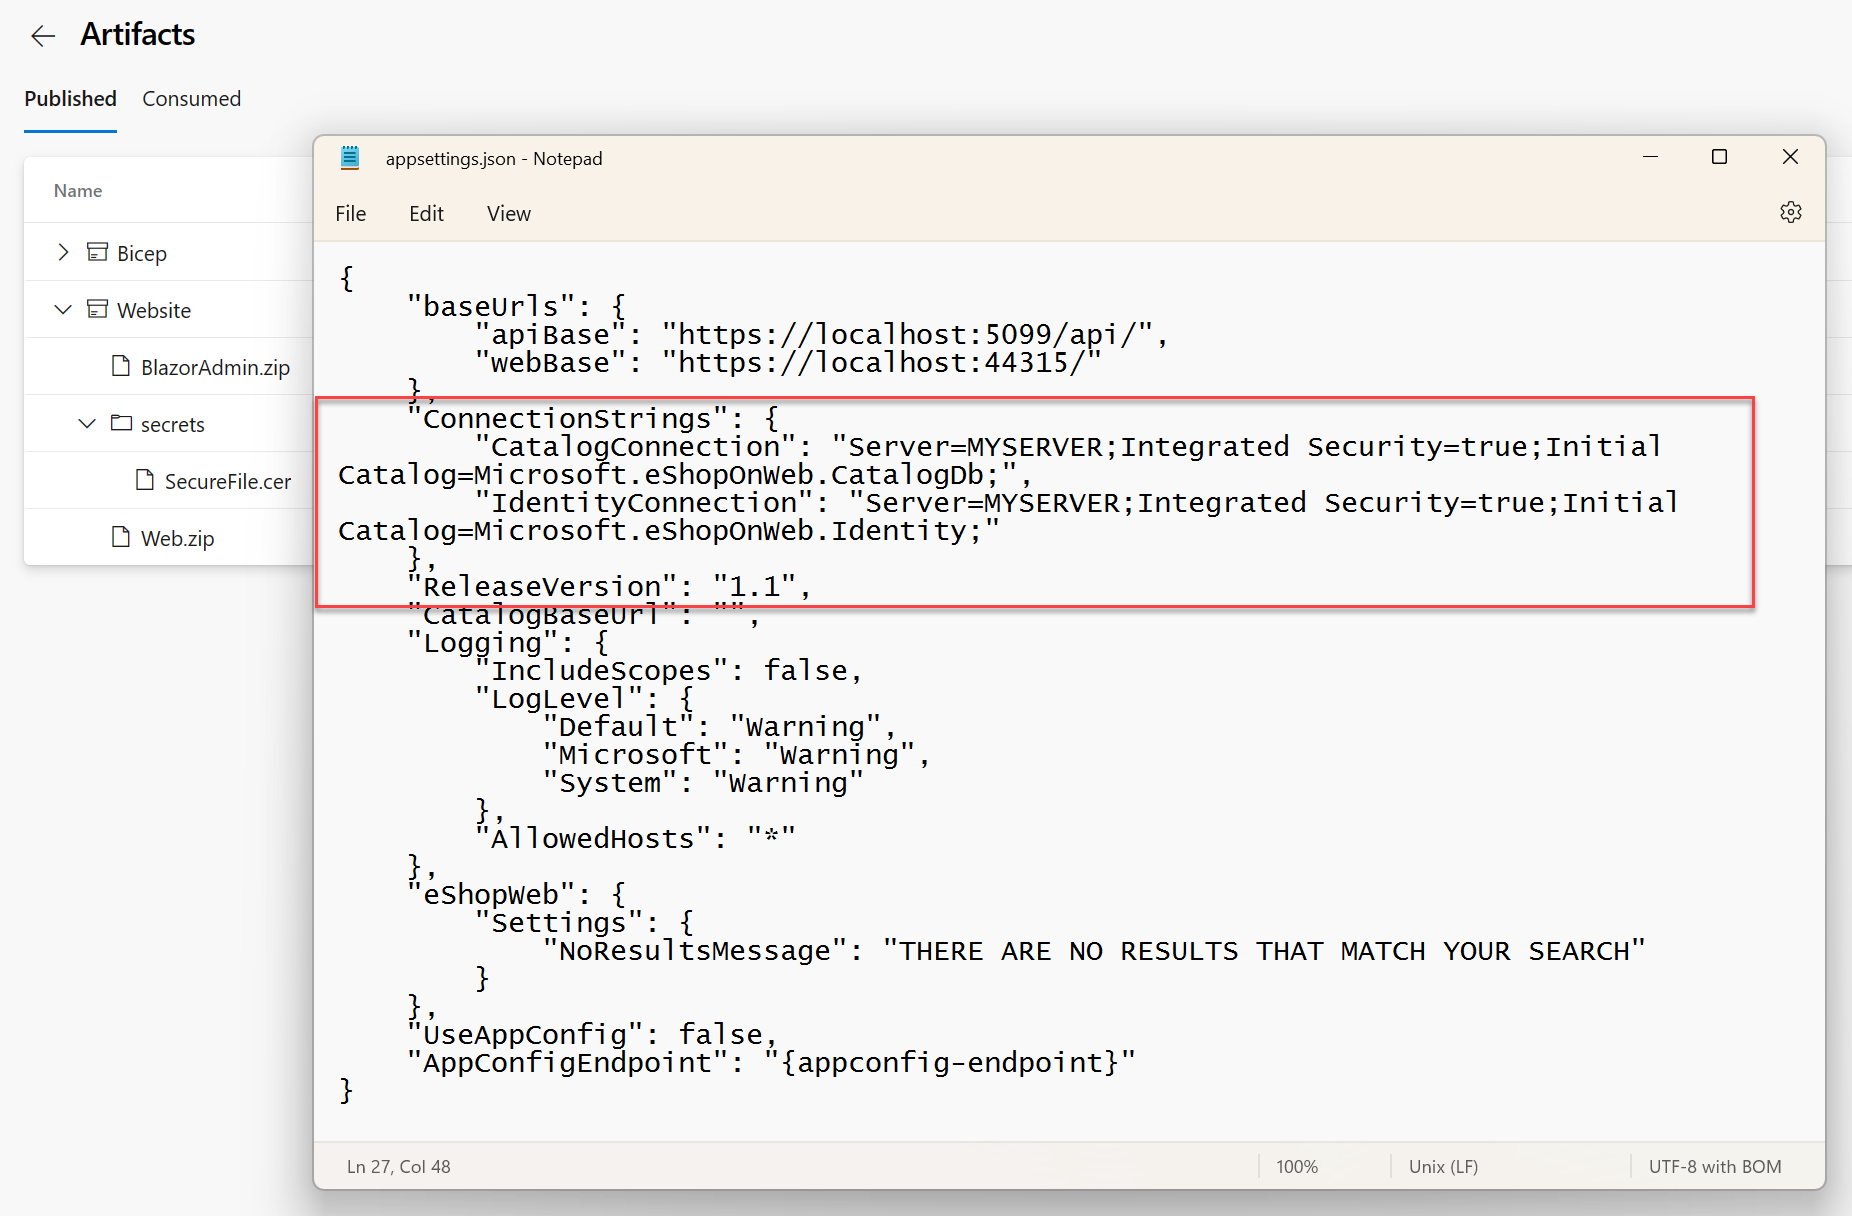 Artifacts
Published
Consumed
Name
Bicep
Website
BlazorAdmin.zip
secrets
SecureFile.cer
Web.zip
appsettings.json - Notepad
File
Edit
View
{
    "baseUrls": {
        "apiBase": "https://localhost:5099/api/",
        "webBase": "https://localhost:44315/"
    },
    "ConnectionStrings": {
        "CatalogConnection": "Server=MYSERVER;Integrated Security=true;Initial
Catalog=Microsoft.eShopOnWeb.CatalogDb;",
        "IdentityConnection": "Server=MYSERVER;Integrated Security=true;Initial
Catalog=Microsoft.eShopOnWeb.Identity;"
    },
    "ReleaseVersion": "1.1",
    "CatalogBaseUrl": "",
    "Logging": {
        "IncludeScopes": false,
        "LogLevel": {
            "Default": "Warning",
            "Microsoft": "Warning",
            "System": "Warning"
        },
        "AllowedHosts": "*"
    },
    "eShopWeb": {
        "Settings": {
            "NoResultsMessage": "THERE ARE NO RESULTS THAT MATCH YOUR SEARCH"
        }
    },
    "UseAppConfig": false,
    "AppConfigEndpoint": "{appconfig-endpoint}"
}
Ln 27, Col 48
100%
Unix (LF)
UTF-8 with BOM